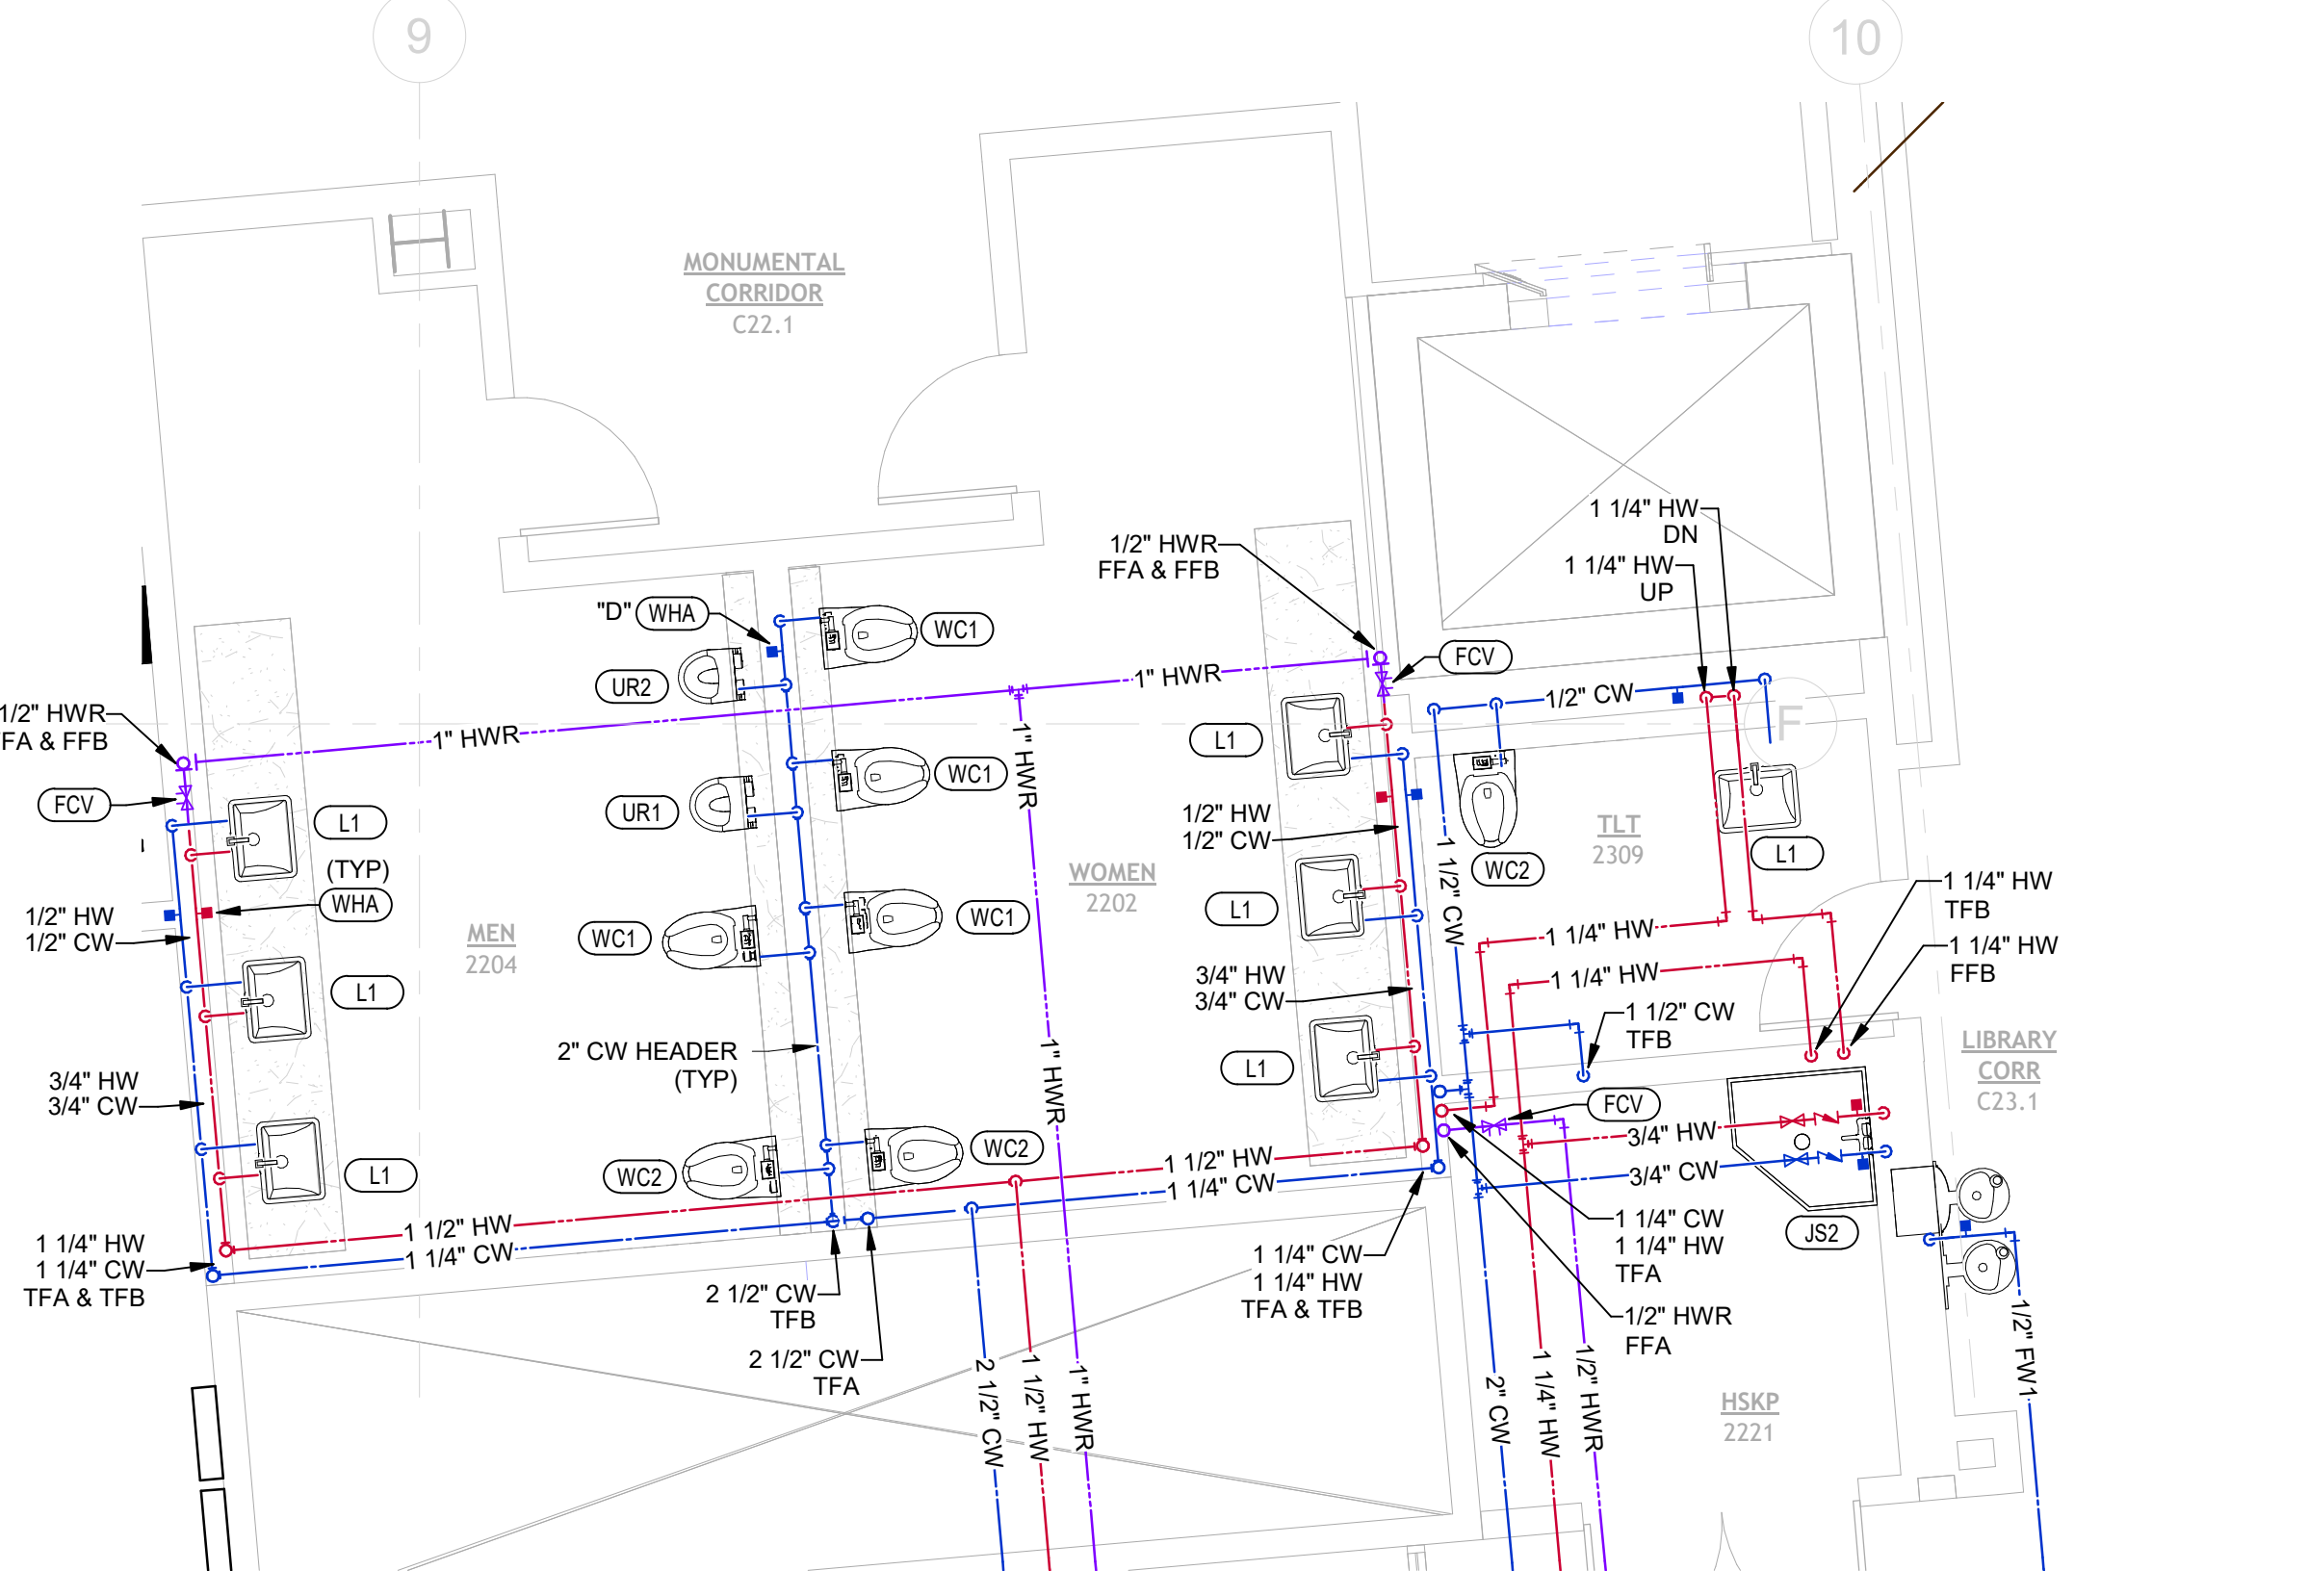 9
10
MONUMENTAL
CORRIDOR
C22.1
1 1/4" HW
DN
1 1/4" HW
UP
1/2" HWR
FFA & FFB
"D" WHA
WC1
UR2
FCV
1" HWR
1/2" CW
F
1/2" HWR
FA & FFB
1" HWR
1" HWR
L1
FCV
L1
(TYP)
WHA
UR1
WC1
1/2" HW
1/2" CW
WOMEN
2202
1 1/2" CW
WC2
TLT
2309
L1
1 1/4" HW
TFB
1 1/4" HW
FFB
1/2" HW
1/2" CW
MEN
2204
WC1
WC1
L1
1 1/4" HW
1 1/4" HW
L1
3/4" HW
3/4" CW
1 1/2" CW
TFB
LIBRARY
CORR
C23.1
2" CW HEADER
(TYP)
1" HWR
L1
FCV
3/4" HW
3/4" CW
3/4" HW
3/4" CW
WC2
WC2
L1
1 1/2" HW
1 1/4" CW
1 1/2" HW
1 1/4" CW
1 1/4" HW
1 1/4" CW
TFA & TFB
1 1/4" CW
1 1/4" HW
TFA & TFB
1 1/4" CW
1 1/4" HW
TFA
JS2
2 1/2" CW
TFB
2 1/2" CW
TFA
1/2" HWR
FFA
2 1/2" CW
1 1/2" HW
1" HWR
2" CW
1 1/4" HW
1/2" HWR
HSKP
2221
1/2" FW1